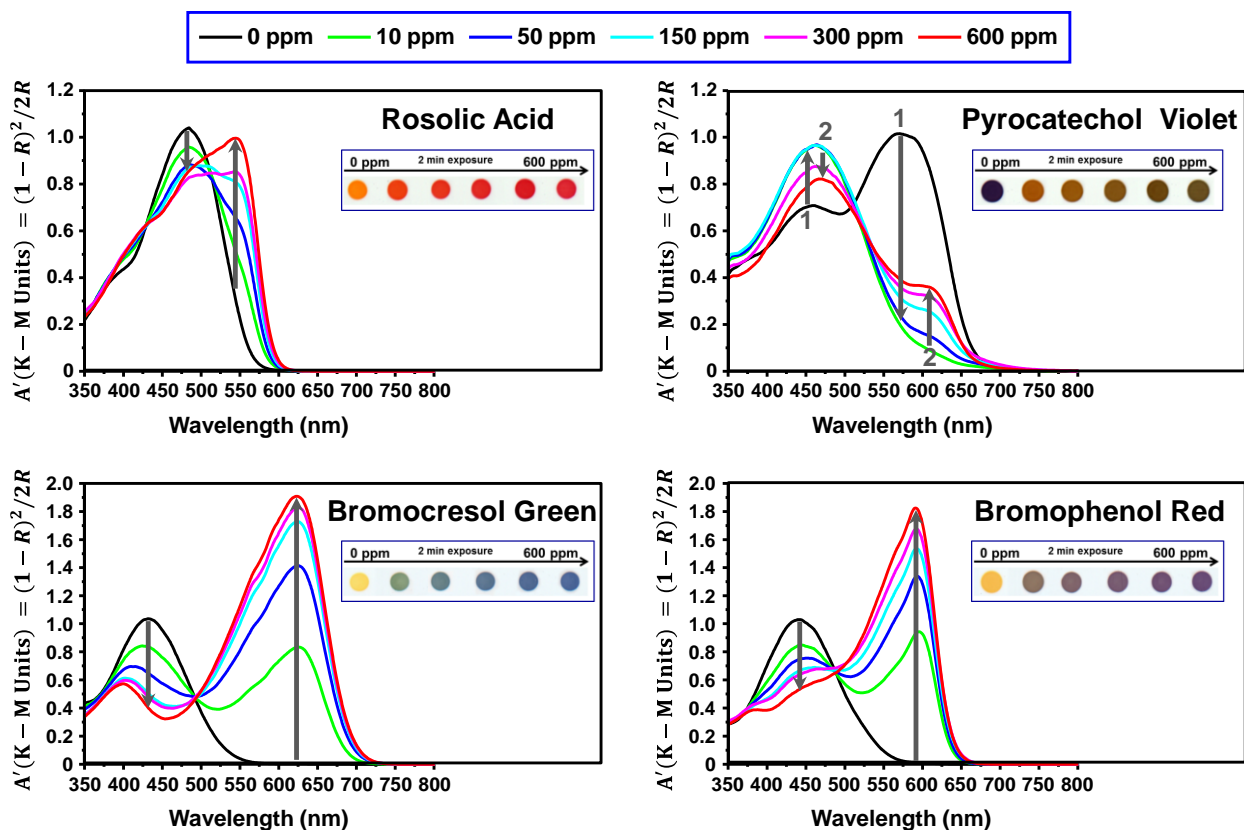 0 ppm 10 ppm 50 ppm 150 ppm 300 ppm 600 ppm
A′(K − M Units) = (1 − R)²/2R
1.2
1.0
0.8
0.6
0.4
0.2
0
Rosolic Acid
0 ppm 2 min exposure 600 ppm
350 400 450 500 550 600 650 700 750 800
Wavelength (nm)
A′(K − M Units) = (1 − R)²/2R
1.2
1.0
0.8
0.6
0.4
0.2
0
Pyrocatechol Violet
1
2
1
2
0 ppm 2 min exposure 600 ppm
350 400 450 500 550 600 650 700 750 800
Wavelength (nm)
A′(K − M Units) = (1 − R)²/2R
2.0
1.8
1.6
1.4
1.2
1.0
0.8
0.6
0.4
0.2
0
Bromocresol Green
0 ppm 2 min exposure 600 ppm
350 400 450 500 550 600 650 700 750 800
Wavelength (nm)
A′(K − M Units) = (1 − R)²/2R
2.0
1.8
1.6
1.4
1.2
1.0
0.8
0.6
0.4
0.2
0
Bromophenol Red
0 ppm 2 min exposure 600 ppm
350 400 450 500 550 600 650 700 750 800
Wavelength (nm)